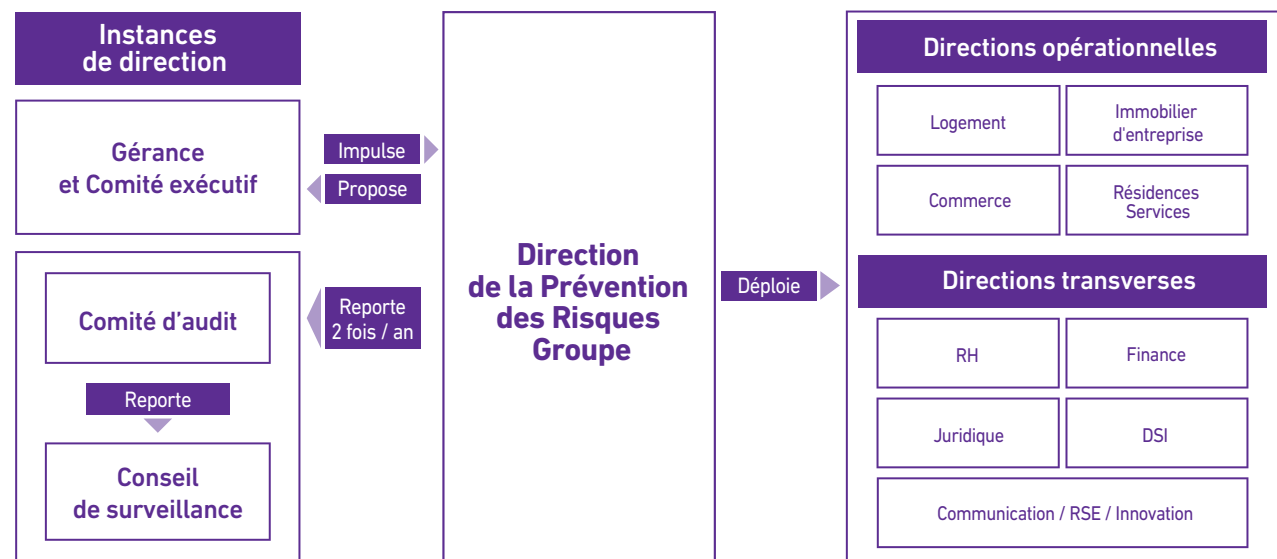 Instances
de direction
Gérance
et Comité exécutif
Comité d’audit
Reporte
Conseil
de surveillance
Impulse
Propose
Reporte
2 fois / an
Direction
de la Prévention
des Risques
Groupe
Déploie
Directions opérationnelles
Logement
Immobilier
d'entreprise
Commerce
Résidences
Services
Directions transverses
RH
Finance
Juridique
DSI
Communication / RSE / Innovation